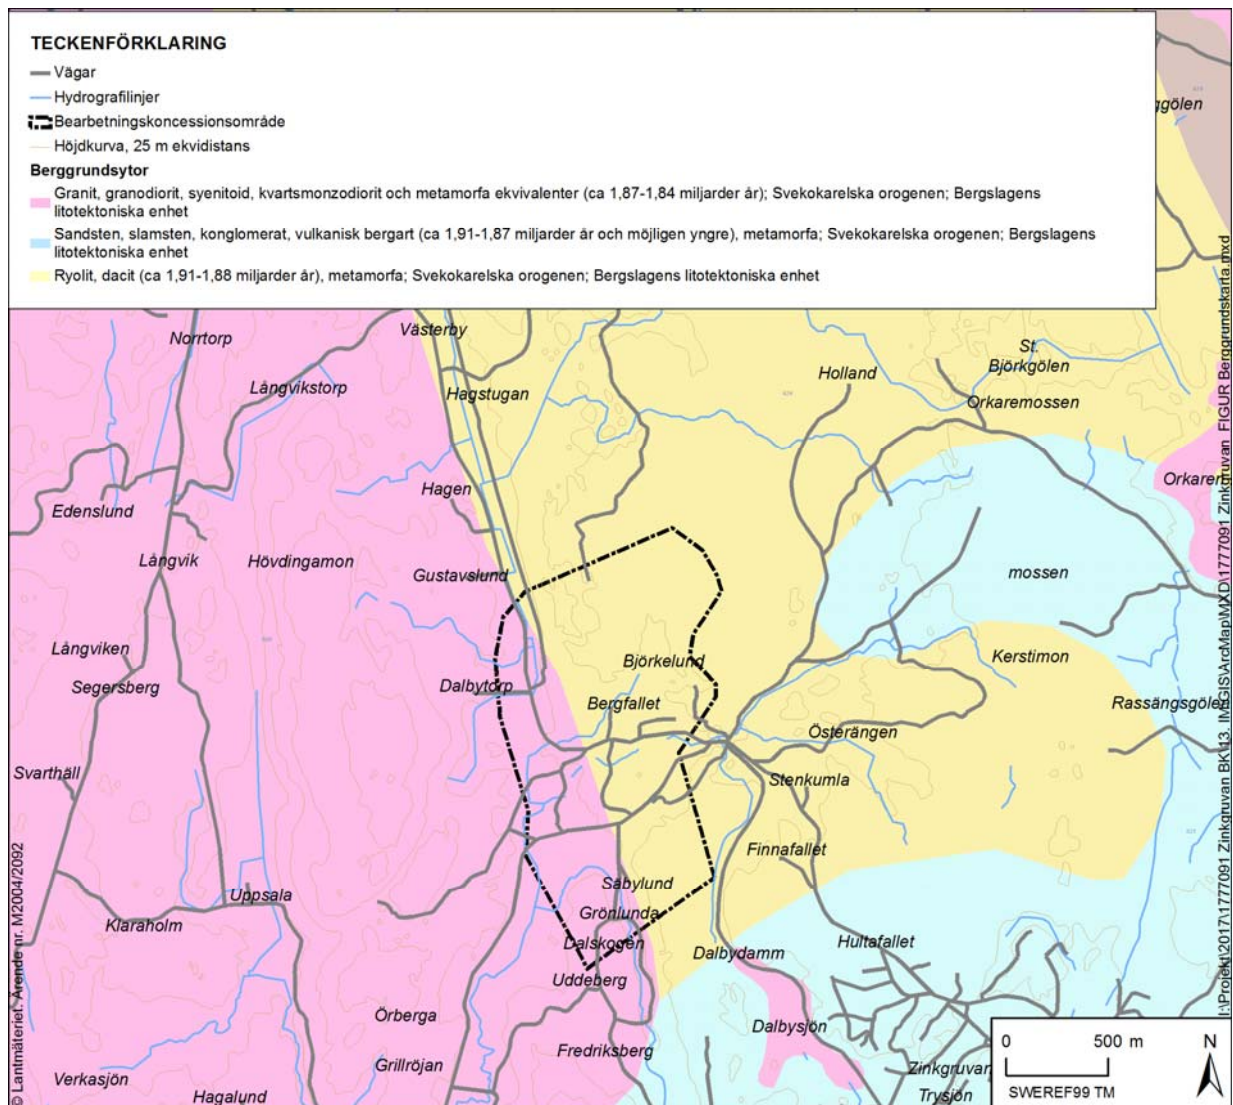 TECKENFÖRKLARING
Vägar
Hydrografilinjer
Bearbetningskoncessionsområde
Höjdkurva, 25 m ekvidistans
Berggrundsytor
Granit, granodiorit, syenitoid, kvartsmonzodiorit och metamorfa ekvivalenter (ca 1,87-1,84 miljarder år); Svekokarelska orogenen; Bergslagens
litotektoniska enhet
Sandsten, slamsten, konglomerat, vulkanisk bergart (ca 1,91-1,87 miljarder år och möjligen yngre), metamorfa; Svekokarelska orogenen; Bergslagens
litotektoniska enhet
Ryolit, dacit (ca 1,91-1,88 miljarder år), metamorfa; Svekokarelska orogenen; Bergslagens litotektoniska enhet
ggölen
Västerby
Norrtorp
St.
Björkgölen
Holland
Långvikstorp
Hagstugan
Orkaremossen
Orkarem
Hagen
Edenslund
Långvik
Hövdingamon
Gustavslund
mossen
Långviken
Björkelund
Kerstimon
Segersberg
Dalbytorp
Bergfallet
Rassängsgölen
Österängen
Svarthäll
Stenkumla
Finnafallet
Säbylund
Uppsala
Grönlunda
Klaraholm
Dalskogen
Hultafallet
Dalbydamm
Uddeberg
Örberga
Dalbysjön
Fredriksberg
Grillröjan
Zinkgruvan
Verkasjön
Hagalund
Trysjön
0 500 m N
SWEREF99 TM
© Lantmäteriet. Ärende nr. M2004/2092
I:\Projekt\2017\1777091 Zinkgruvan BK\13. IM\GIS\ArcMap\MXD\1777091 Zinkgruvan_FIGUR Berggrundskarta.mxd